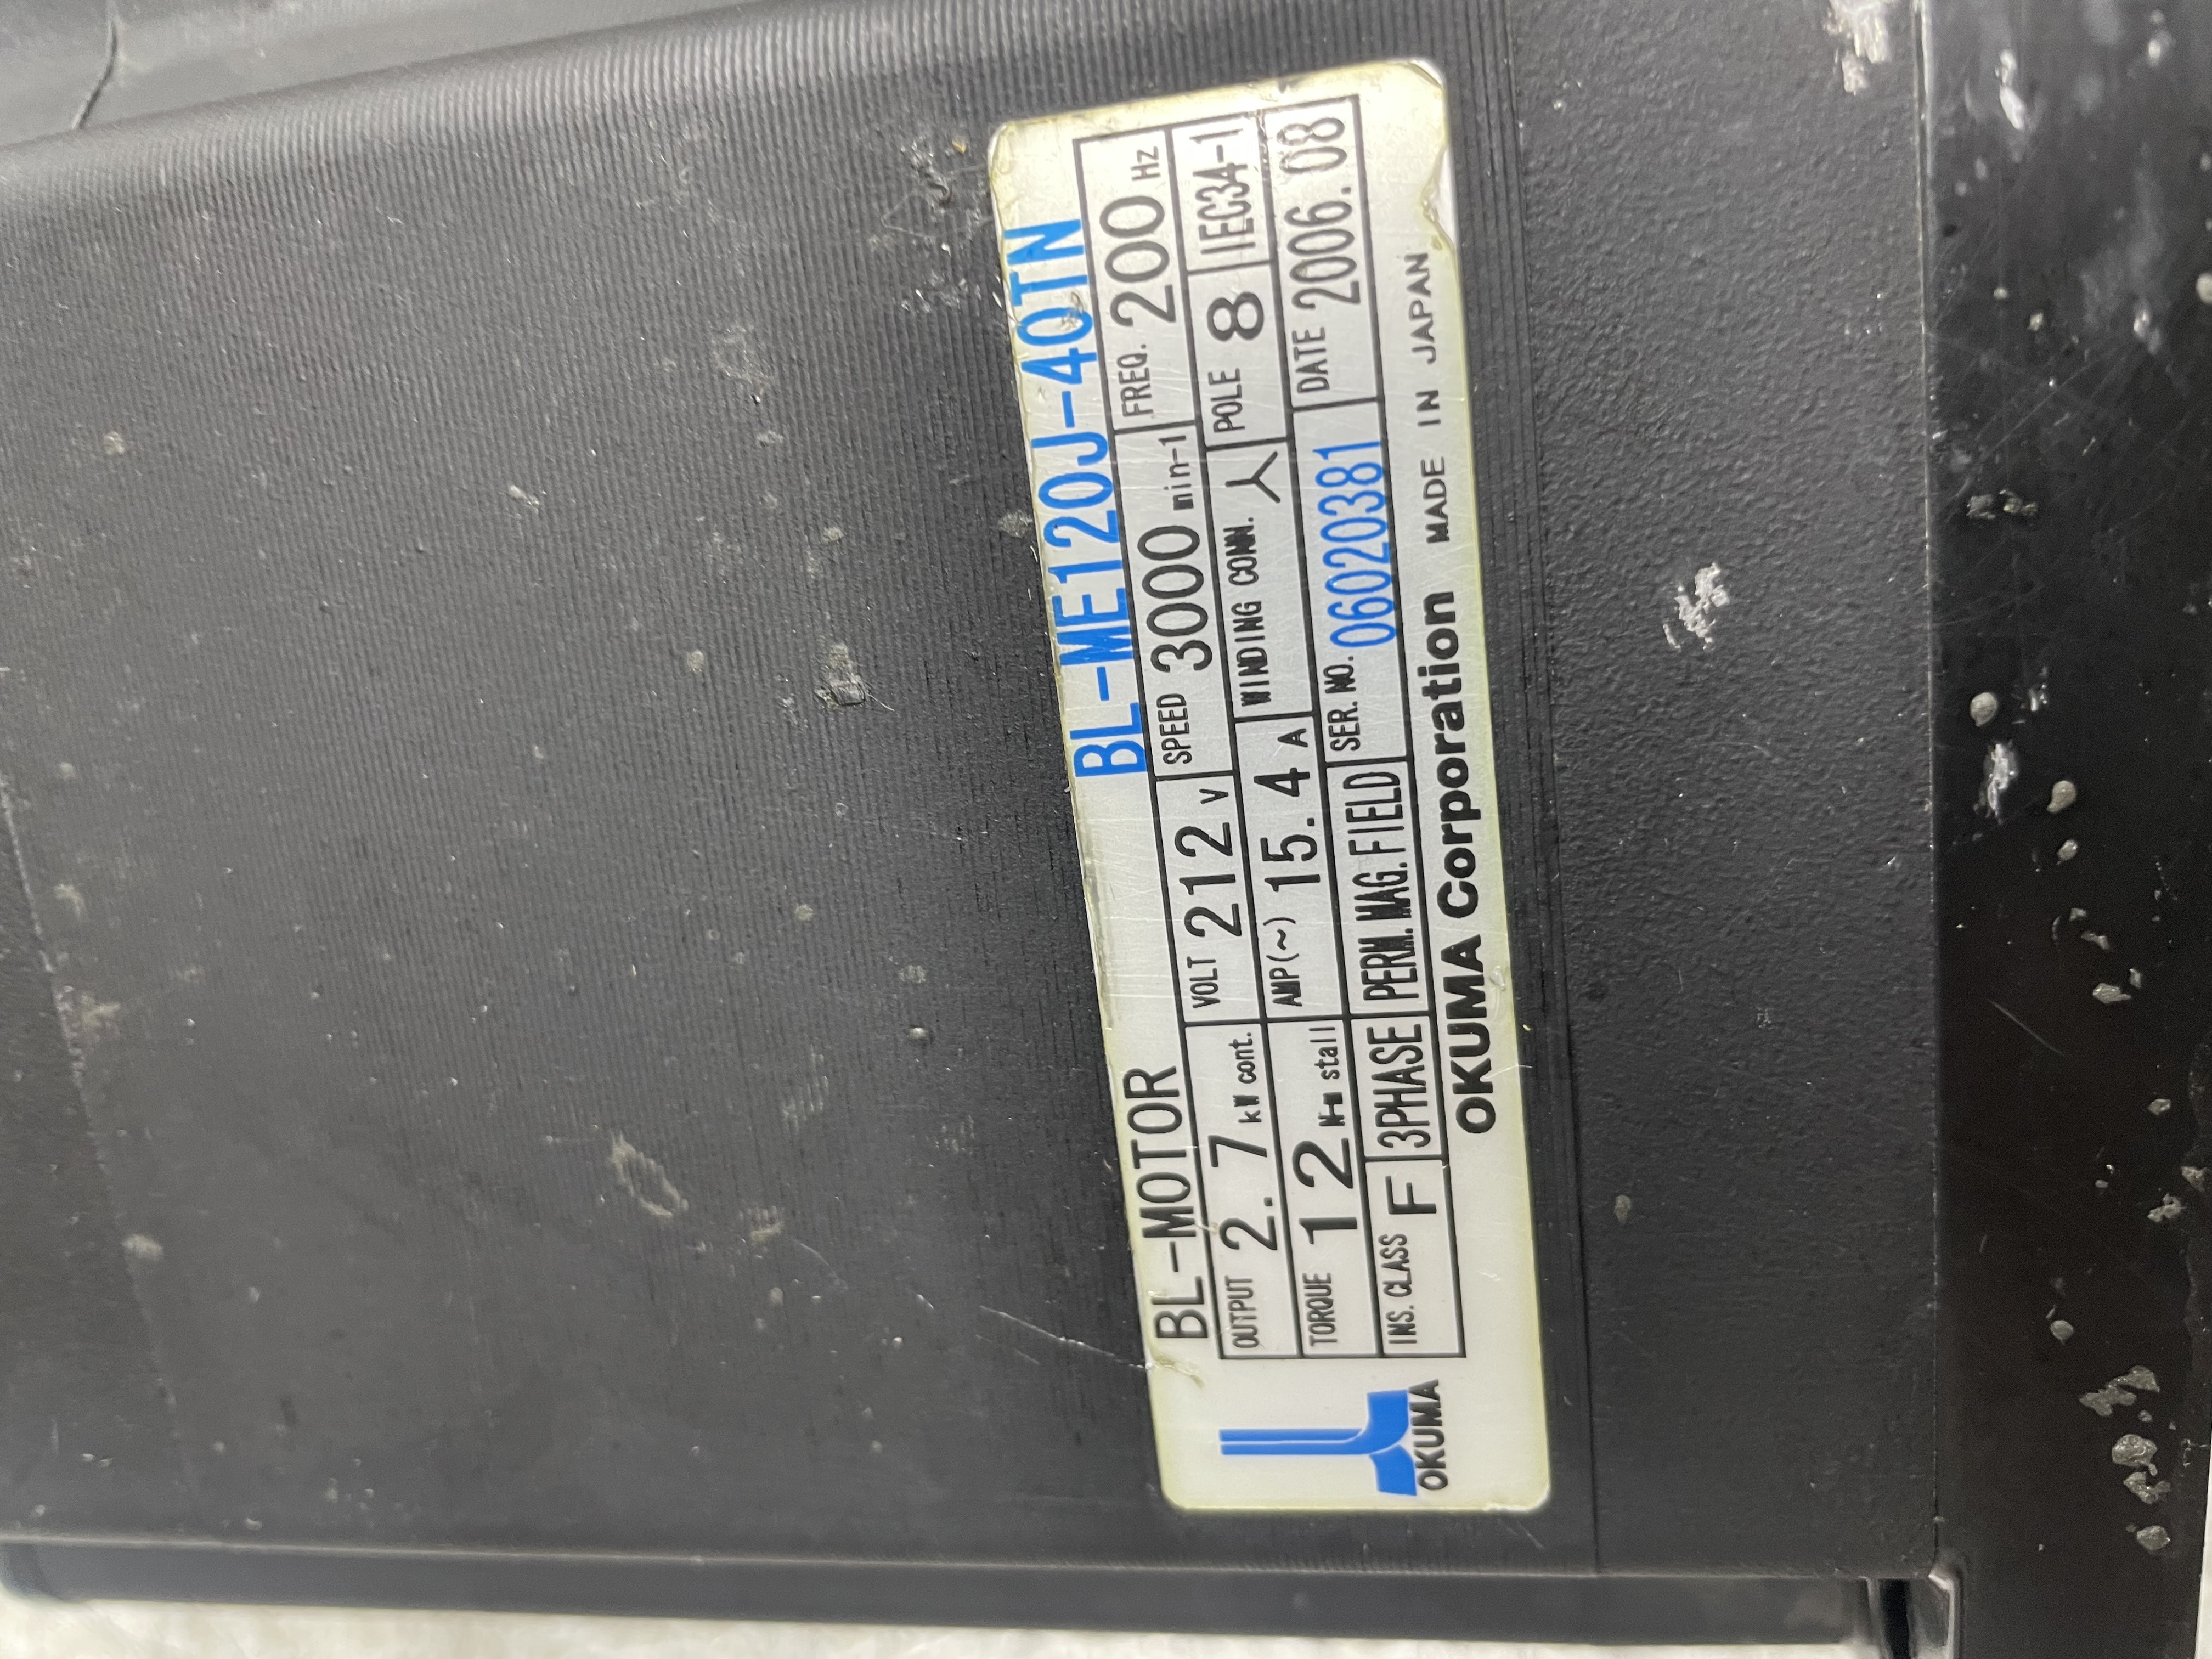 BL-MOTOR BL-ME120J-40TN
OUTPUT 2.7 kW cont. VOLT 212 V SPEED 3000 min-1 FREQ. 200 Hz
TORQUE 12 N-m stall AMP(~) 15.4 A WINDING CONN. 人 POLE 8 IEC34-1
INS. CLASS F 3PHASE PERM.MAG.FIELD SER.NO. 06020381 DATE 2006.08
OKUMA
OKUMA Corporation MADE IN JAPAN